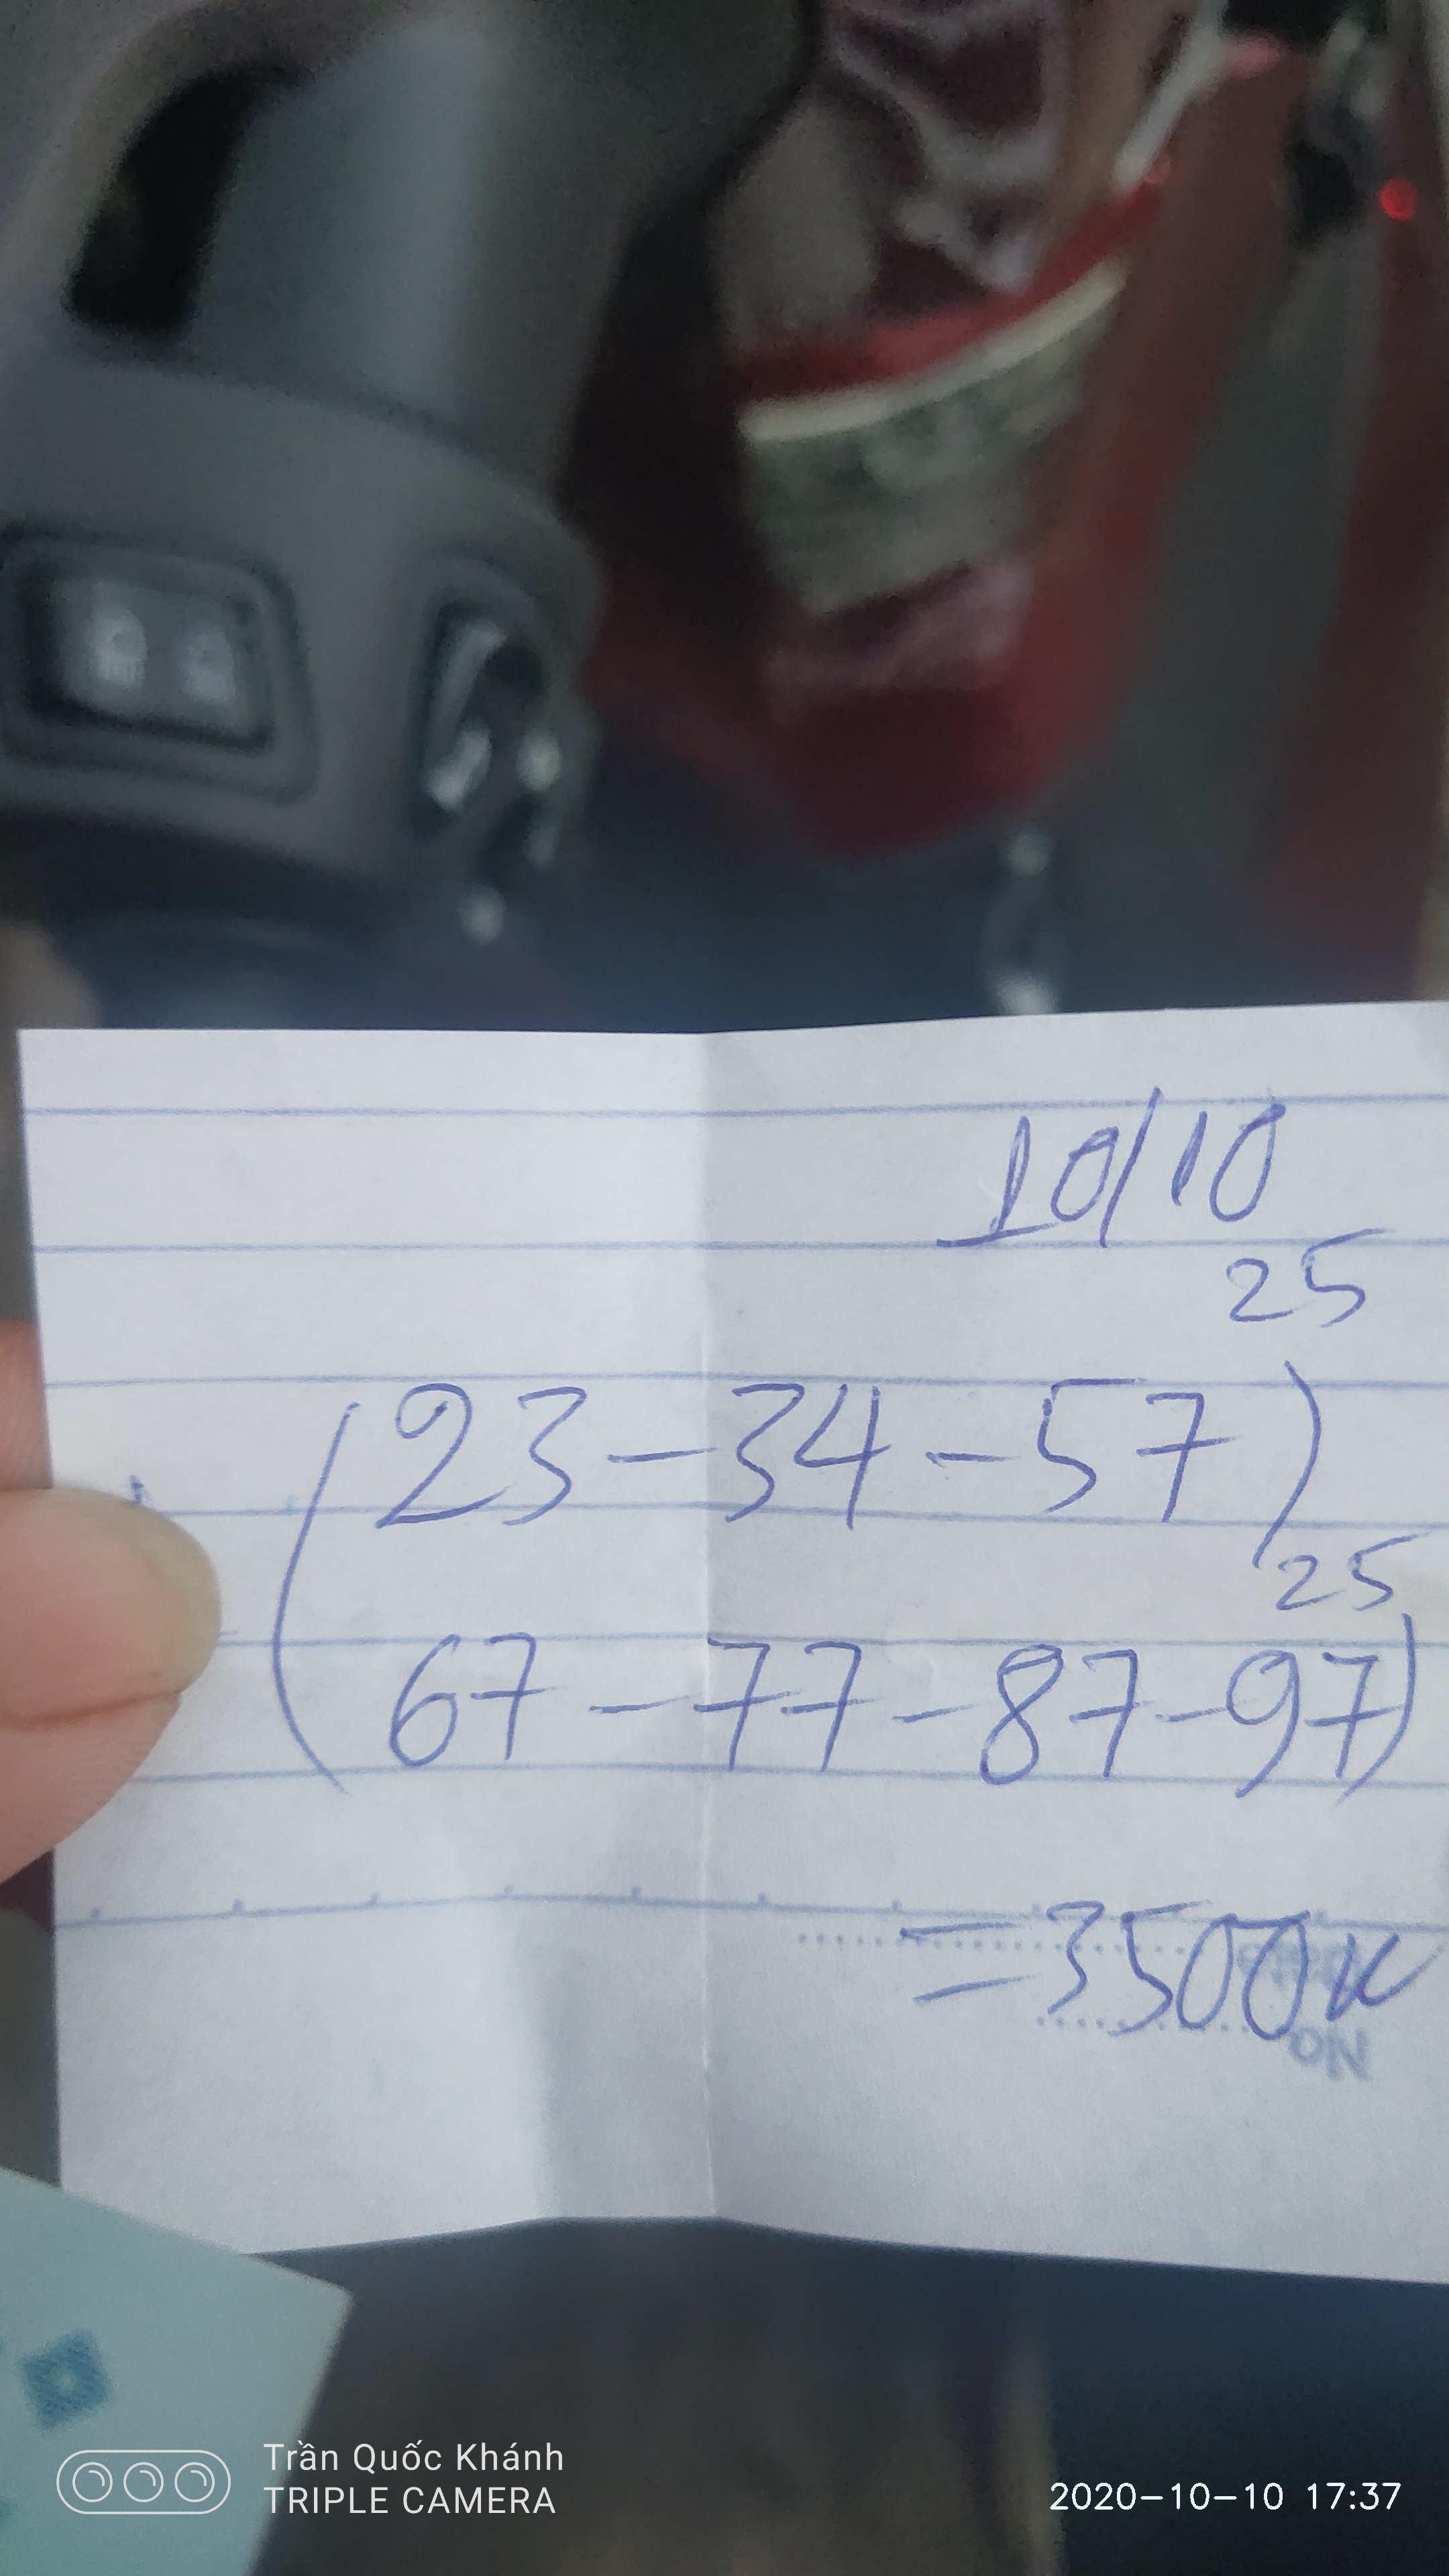 10/10
25
(23-34-57)
25
67-77-87-97)
=3500K
No
Trần Quốc Khánh
TRIPLE CAMERA
2020-10-10 17:37